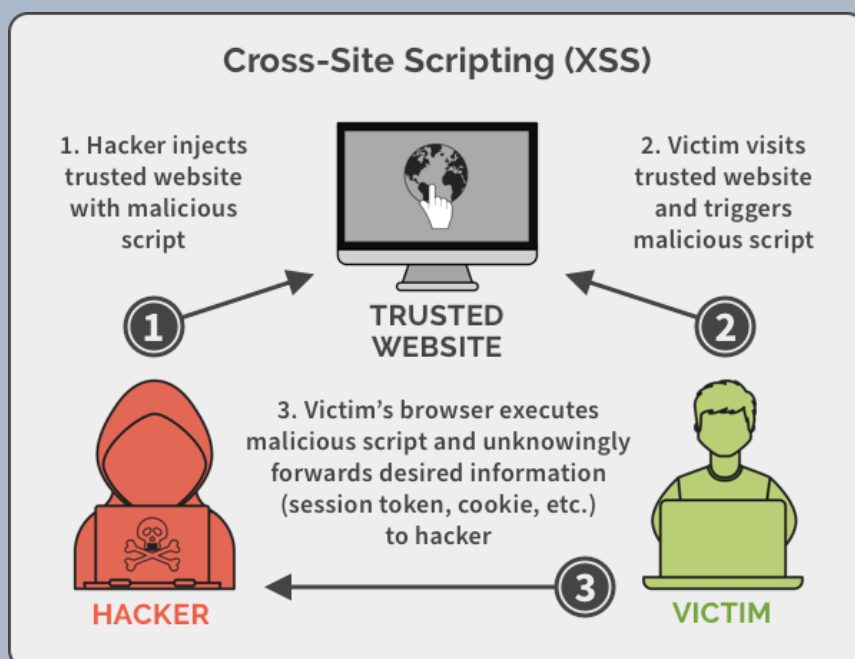 Cross-Site Scripting (XSS)
1. Hacker injects
trusted website
with malicious
script
2. Victim visits
trusted website
and triggers
malicious script
1
2
TRUSTED
WEBSITE
3. Victim's browser executes
malicious script and unknowingly
forwards desired information
(session token, cookie, etc.)
to hacker
3
HACKER
VICTIM